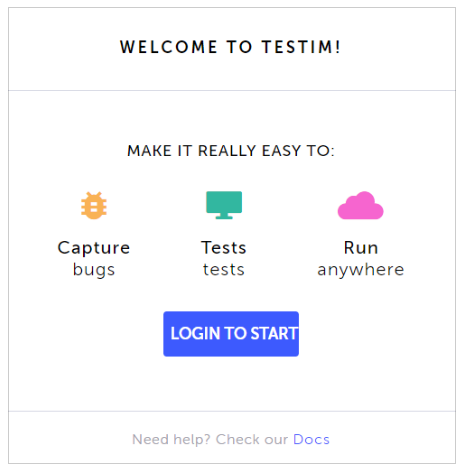 WELCOME TO TESTIM!
MAKE IT REALLY EASY TO:
Capture Tests Run
bugs tests anywhere
LOGIN TO START
Need help? Check our Docs